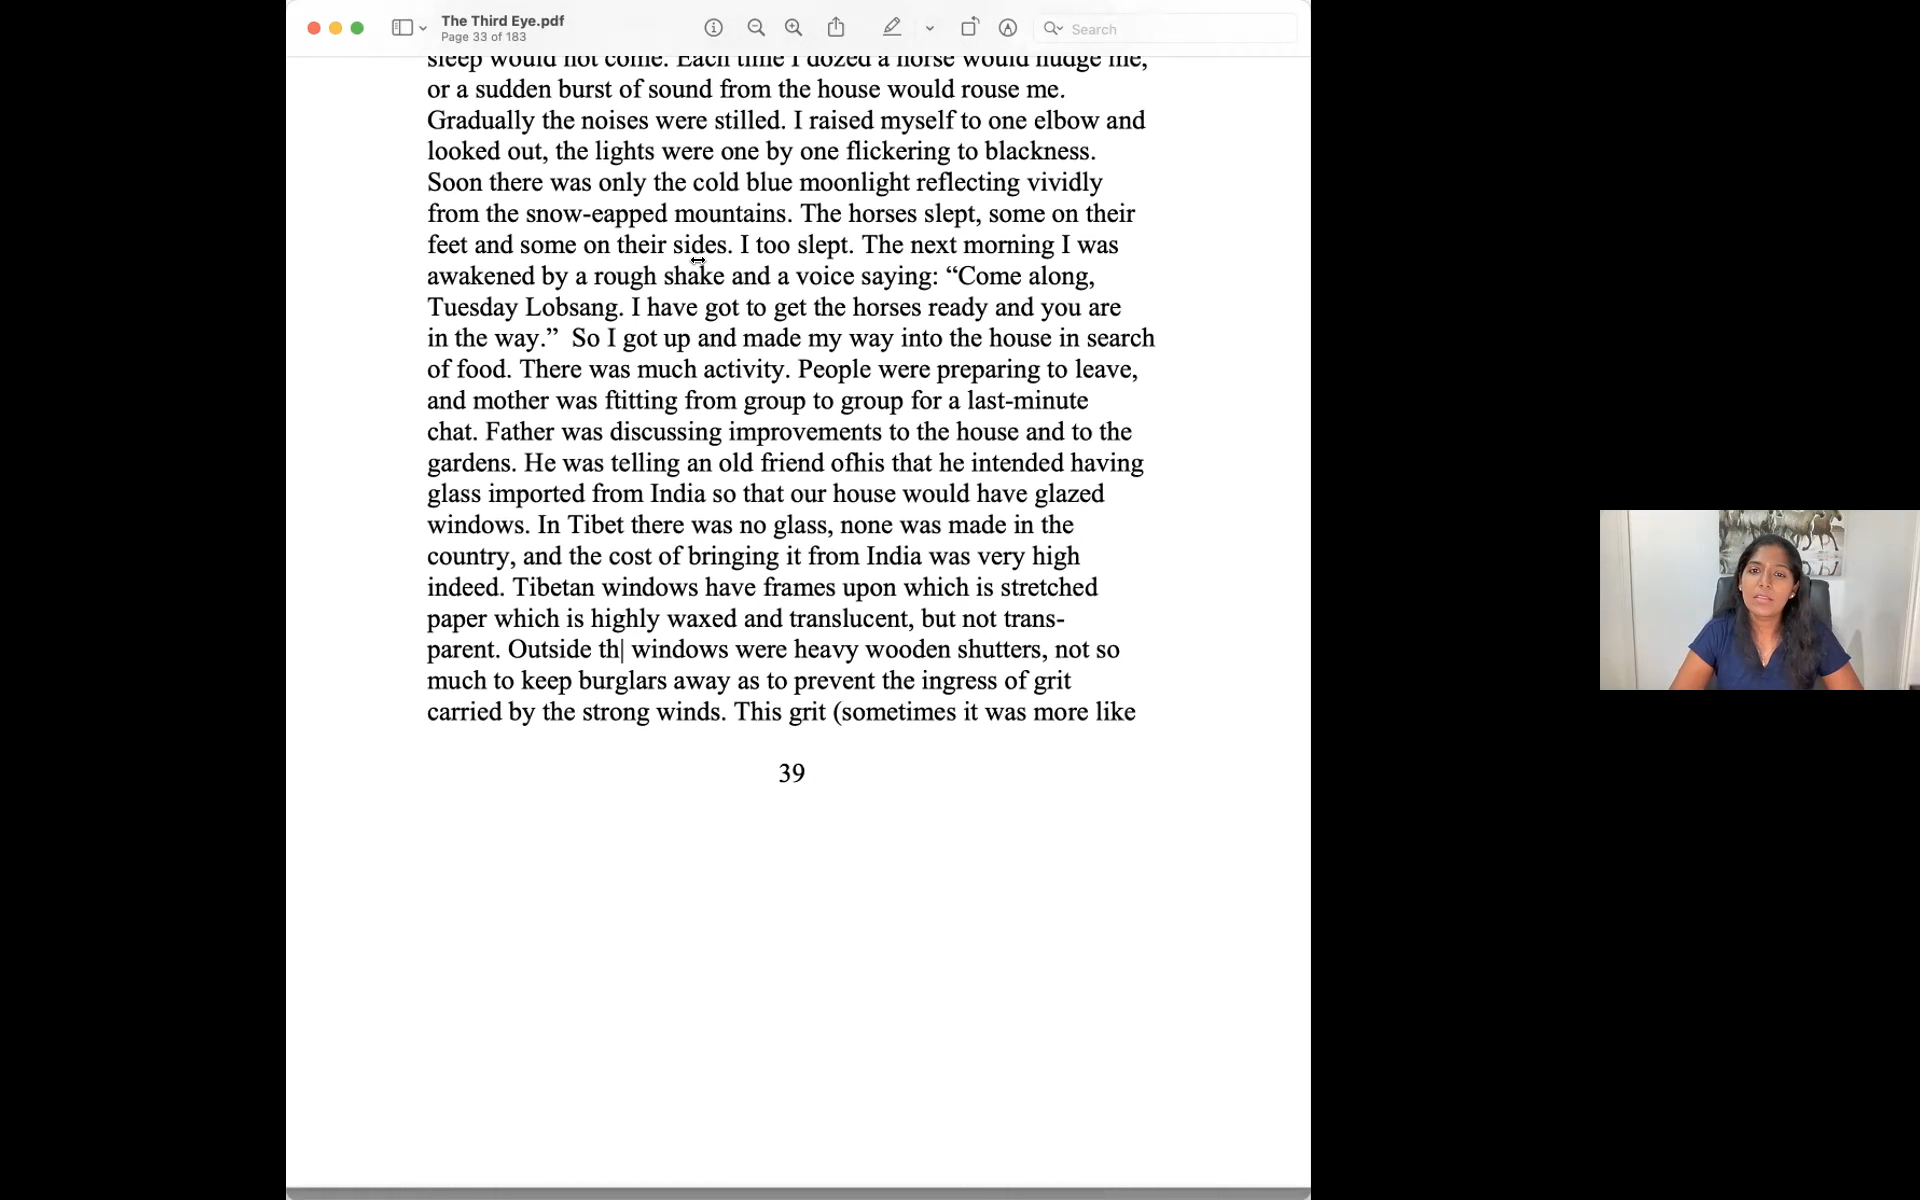 The Third Eye.pdf
Page 33 of 183
Search
sleep would not come. Each time I dozed a horse would nudge me,
or a sudden burst of sound from the house would rouse me.
Gradually the noises were stilled. I raised myself to one elbow and
looked out, the lights were one by one flickering to blackness.
Soon there was only the cold blue moonlight reflecting vividly
from the snow-eapped mountains. The horses slept, some on their
feet and some on their sides. I too slept. The next morning I was
awakened by a rough shake and a voice saying: “Come along,
Tuesday Lobsang. I have got to get the horses ready and you are
in the way.”  So I got up and made my way into the house in search
of food. There was much activity. People were preparing to leave,
and mother was ftitting from group to group for a last-minute
chat. Father was discussing improvements to the house and to the
gardens. He was telling an old friend ofhis that he intended having
glass imported from India so that our house would have glazed
windows. In Tibet there was no glass, none was made in the
country, and the cost of bringing it from India was very high
indeed. Tibetan windows have frames upon which is stretched
paper which is highly waxed and translucent, but not trans-
parent. Outside th| windows were heavy wooden shutters, not so
much to keep burglars away as to prevent the ingress of grit
carried by the strong winds. This grit (sometimes it was more like
39